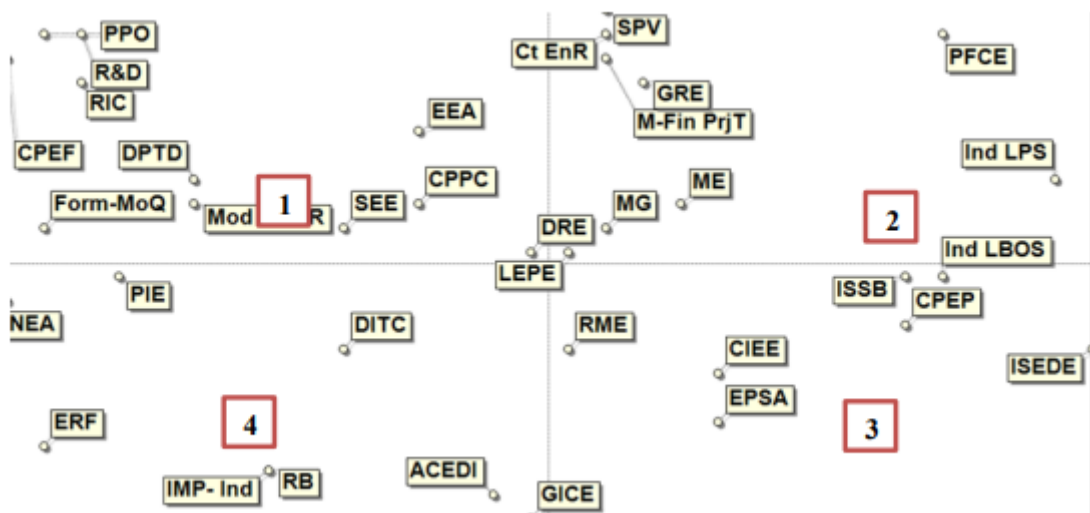 PPO
SPV
Ct EnR
PFCE
R&D
RIC
GRE
EEA
M-Fin PrjT
CPEF
DPTD
Ind LPS
CPPC
ME
Form-MoQ
Mod
R
1
SEE
MG
2
DRE
LEPE
Ind LBOS
PIE
ISSB
CPEP
NEA
DITC
RME
CIEE
ISEDE
EPSA
ERF
4
3
ACEDI
RB
IMP- Ind
GICE